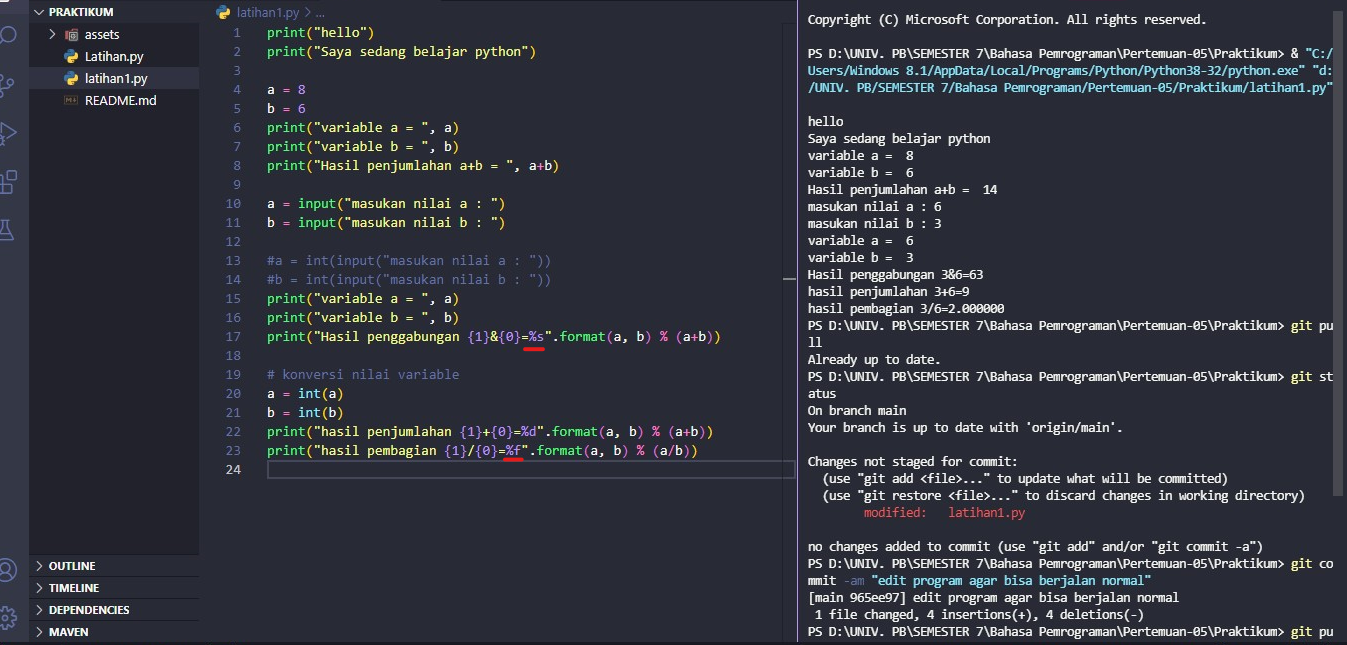 PRAKTIKUM
assets
Latihan.py
latihan1.py
README.md
OUTLINE
TIMELINE
DEPENDENCIES
MAVEN
latihan1.py > ...
1 print("hello")
2 print("Saya sedang belajar python")
3
4 a = 8
5 b = 6
6 print("variable a = ", a)
7 print("variable b = ", b)
8 print("Hasil penjumlahan a+b = ", a+b)
9
10 a = input("masukan nilai a : ")
11 b = input("masukan nilai b : ")
12
13 #a = int(input("masukan nilai a : "))
14 #b = int(input("masukan nilai b : "))
15 print("variable a = ", a)
16 print("variable b = ", b)
17 print("Hasil penggabungan {1}&{0}=%s".format(a, b) % (a+b))
18
19 # konversi nilai variable
20 a = int(a)
21 b = int(b)
22 print("hasil penjumlahan {1}+{0}=%d".format(a, b) % (a+b))
23 print("hasil pembagian {1}/{0}=%f".format(a, b) % (a/b))
24
Copyright (C) Microsoft Corporation. All rights reserved.
PS D:\UNIV. PB\SEMESTER 7\Bahasa Pemrograman\Pertemuan-05\Praktikum> & "C:/
Users/Windows 8.1/AppData/Local/Programs/Python/Python38-32/python.exe" "d:
/UNIV. PB/SEMESTER 7/Bahasa Pemrograman/Pertemuan-05/Praktikum/latihan1.py"
hello
Saya sedang belajar python
variable a =  8
variable b =  6
Hasil penjumlahan a+b =  14
masukan nilai a : 6
masukan nilai b : 3
variable a =  6
variable b =  3
Hasil penggabungan 3&6=63
hasil penjumlahan 3+6=9
hasil pembagian 3/6=2.000000
PS D:\UNIV. PB\SEMESTER 7\Bahasa Pemrograman\Pertemuan-05\Praktikum> git pu
ll
Already up to date.
PS D:\UNIV. PB\SEMESTER 7\Bahasa Pemrograman\Pertemuan-05\Praktikum> git st
atus
On branch main
Your branch is up to date with 'origin/main'.
Changes not staged for commit:
(use "git add <file>..." to update what will be committed)
(use "git restore <file>..." to discard changes in working directory)
modified:   latihan1.py
no changes added to commit (use "git add" and/or "git commit -a")
PS D:\UNIV. PB\SEMESTER 7\Bahasa Pemrograman\Pertemuan-05\Praktikum> git co
mmit -am "edit program agar bisa berjalan normal"
[main 965ee97] edit program agar bisa berjalan normal
1 file changed, 4 insertions(+), 4 deletions(-)
PS D:\UNIV. PB\SEMESTER 7\Bahasa Pemrograman\Pertemuan-05\Praktikum> git pu